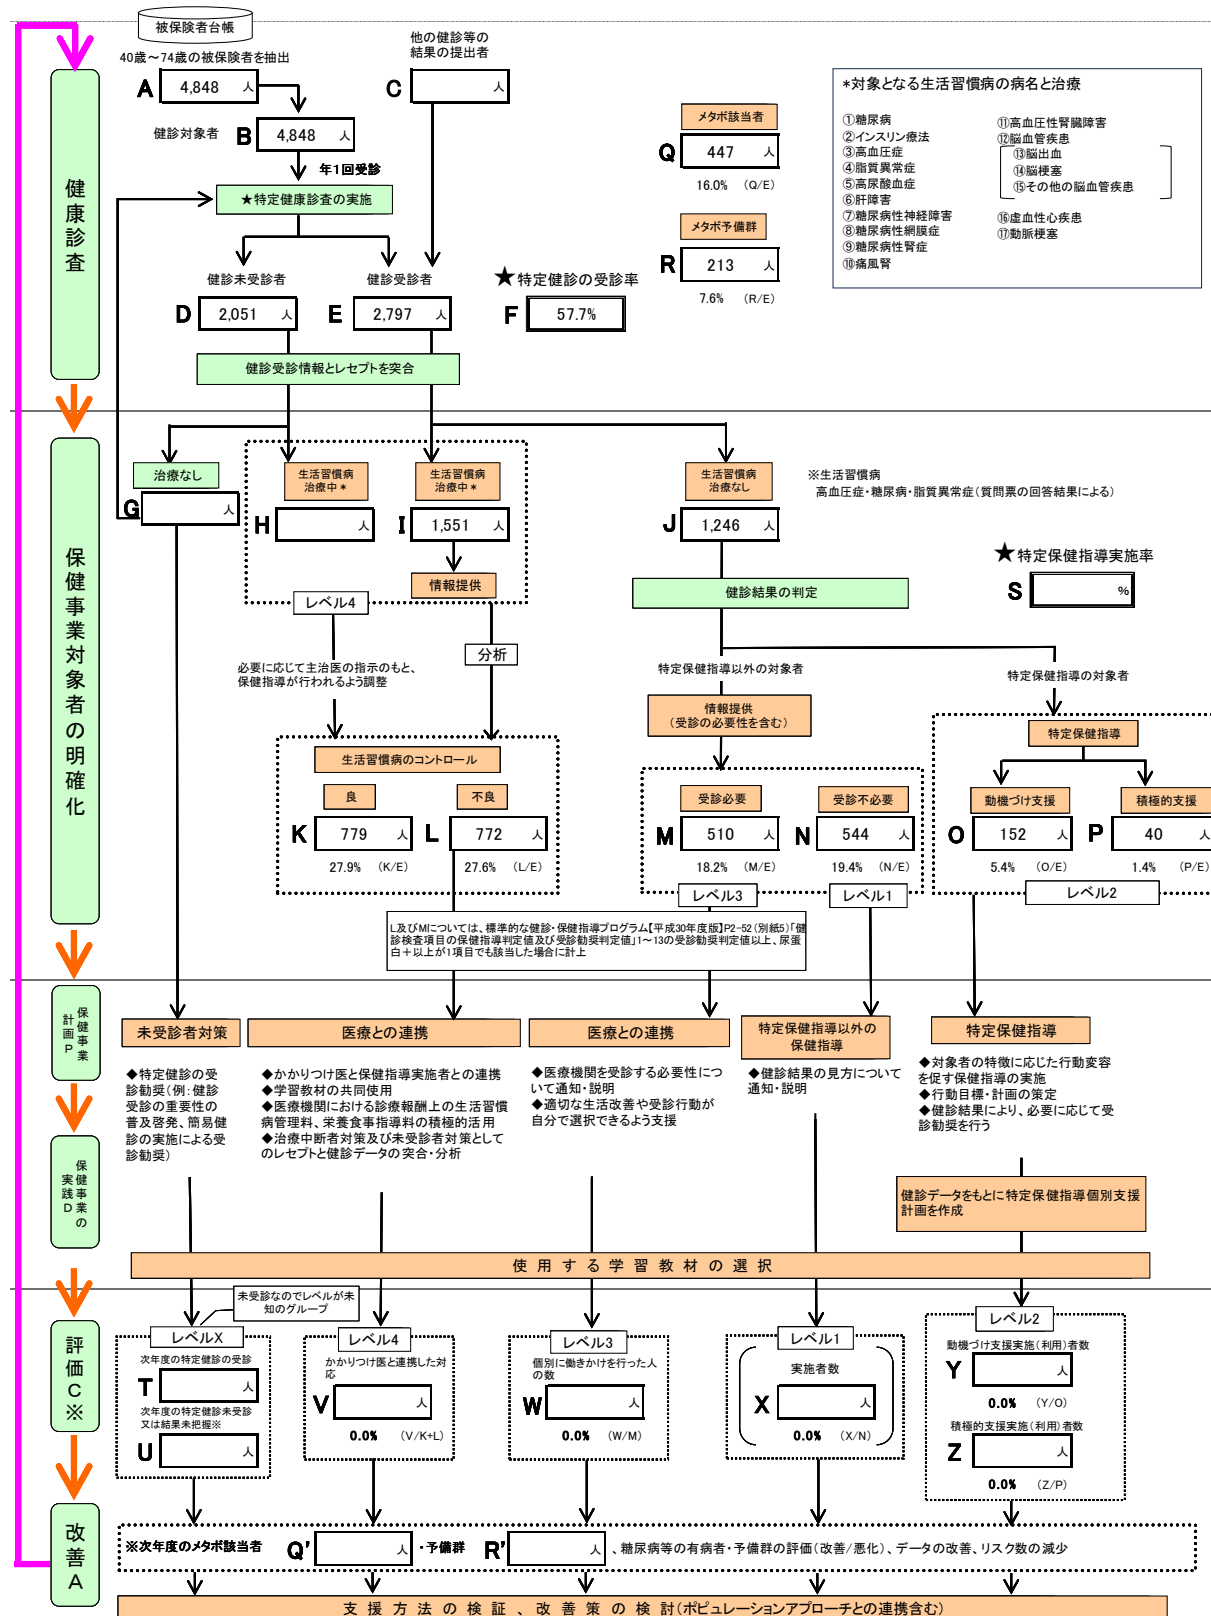 被保険者台帳
40歳～74歳の被保険者を抽出
A 4,848 人
他の健診等の
結果の提出者
C 人
健診対象者 B 4,848 人
年1回受診
★特定健康診査の実施
健診未受診者
D 2,051 人
健診受診者
E 2,797 人
★特定健診の受診率
F 57.7%
メタボ該当者
Q 447 人
16.0% (Q/E)
メタボ予備群
R 213 人
7.6% (R/E)
*対象となる生活習慣病の病名と治療
①糖尿病
②インスリン療法
③高血圧症
④脂質異常症
⑤高尿酸血症
⑥肝障害
⑦糖尿病性神経障害
⑧糖尿病性網膜症
⑨糖尿病性腎症
⑩痛風腎
⑪高血圧性腎臓障害
⑫脳血管疾患
⑬脳出血
⑭脳梗塞
⑮その他の脳血管疾患
⑯虚血性心疾患
⑰動脈梗塞
健康診査
健診受診情報とレセプトを突合
保健事業対象者の明確化
治療なし
G 人
生活習慣病
治療中*
H 人
生活習慣病
治療中*
I 1,551 人
情報提供
レベル4
生活習慣病
治療なし
J 1,246 人
※生活習慣病
高血圧症・糖尿病・脂質異常症(質問票の回答結果による)
★特定保健指導実施率
S %
健診結果の判定
分析
必要に応じて主治医の指示のもと、
保健指導が行われるよう調整
特定保健指導以外の対象者
特定保健指導の対象者
情報提供
(受診の必要性を含む)
生活習慣病のコントロール
良
K 779 人
27.9% (K/E)
不良
L 772 人
27.6% (L/E)
受診必要
M 510 人
18.2% (M/E)
受診不必要
N 544 人
19.4% (N/E)
特定保健指導
動機づけ支援
O 152 人
5.4% (O/E)
積極的支援
P 40 人
1.4% (P/E)
レベル3
レベル1
レベル2
L及びMについては、標準的な健診・保健指導プログラム【平成30年度版】P2-52(別紙5)「健
診検査項目の保健指導判定値及び受診勧奨判定値」1～13の受診勧奨判定値以上、尿蛋
白+以上が1項目でも該当した場合に計上
保健事業
計画P
未受診者対策
◆特定健診の受
診勧奨(例:健診
受診の重要性の
普及啓発、簡易健
診の実施による受
診勧奨)
医療との連携
◆かかりつけ医と保健指導実施者との連携
◆学習教材の共同使用
◆医療機関における診療報酬上の生活習慣
病管理料、栄養食事指導料の積極的活用
◆治療中断者対策及び未受診者対策として
のレセプトと健診データの突合・分析
医療との連携
◆医療機関を受診する必要性につ
いて通知・説明
◆適切な生活改善や受診行動が
自分で選択できるよう支援
特定保健指導以外の
保健指導
◆健診結果の見方について
通知・説明
特定保健指導
◆対象者の特徴に応じた行動変容
を促す保健指導の実施
◆行動目標・計画の策定
◆健診結果により、必要に応じて受
診勧奨を行う
保健事業の
実践D
健診データをもとに特定保健指導個別支援
計画を作成
使用する学習教材の選択
評価C※
未受診なのでレベルが未
知のグループ
レベルX
次年度の特定健診の受診
T 人
次年度の特定健診未受診
又は結果未把握※
U 人
レベル4
かかりつけ医と連携した対
応
V 人
0.0% (V/K+L)
レベル3
個別に働きかけを行った人
の数
W 人
0.0% (W/M)
レベル1
実施者数
X 人
0.0% (X/N)
レベル2
動機づけ支援実施(利用)者数
Y 人
0.0% (Y/O)
積極的支援実施(利用)者数
Z 人
0.0% (Z/P)
改善A
※次年度のメタボ該当者 Q' 人 ・予備群 R' 人 、糖尿病等の有病者・予備群の評価(改善/悪化)、データの改善、リスク数の減少
支援方法の検証、改善策の検討(ポピュレーションアプローチとの連携含む)